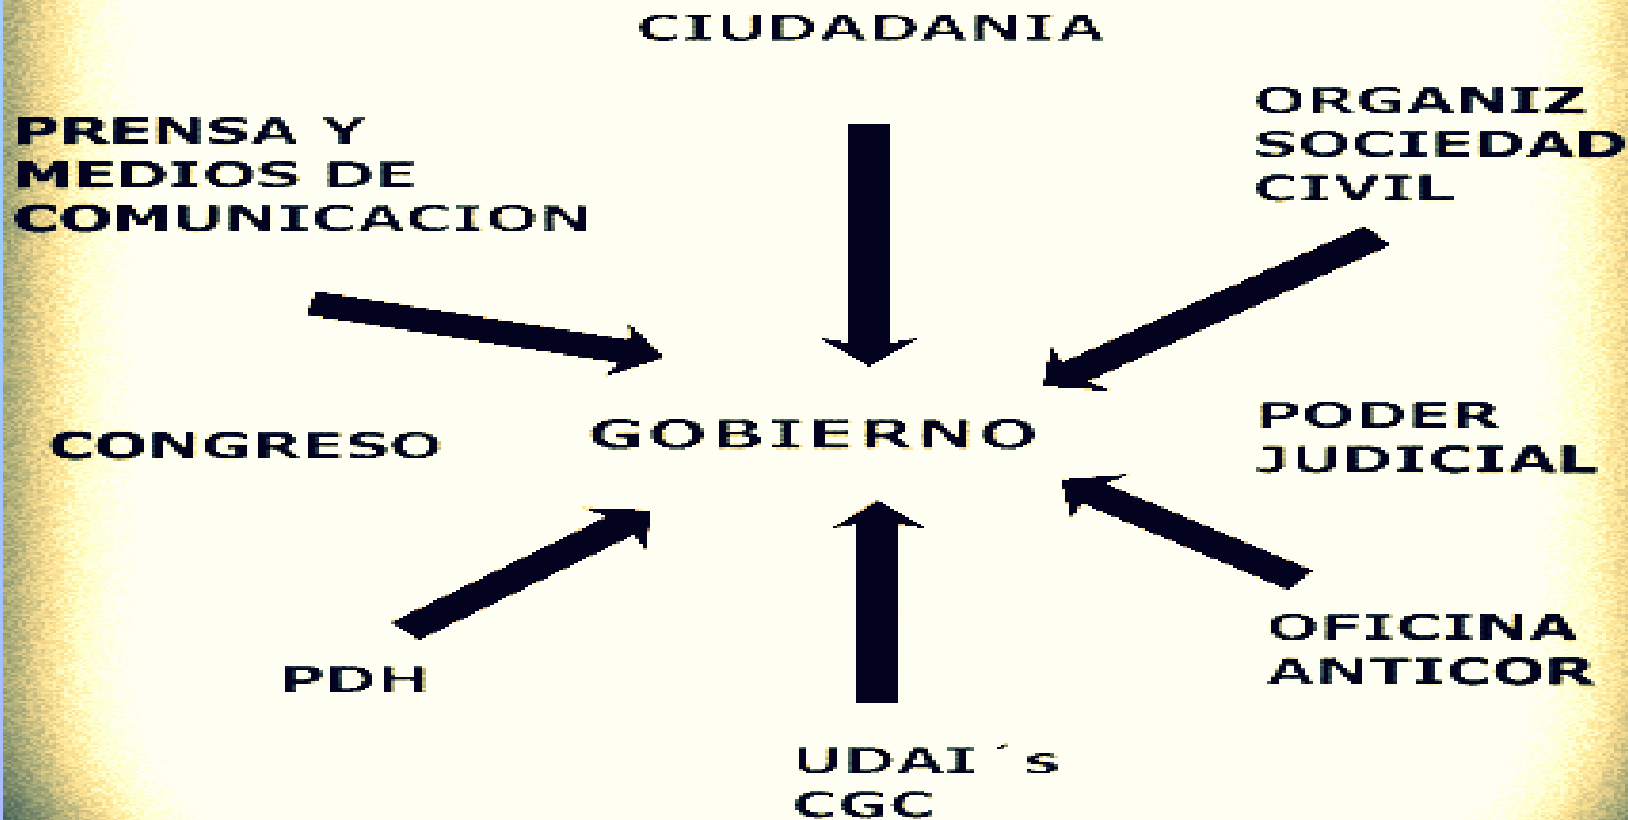 CIUDADANIA
PRENSA Y
MEDIOS DE
COMUNICACION
ORGANIZ
SOCIEDAD
CIVIL
CONGRESO
GOBIERNO
PODER
JUDICIAL
PDH
OFICINA
ANTICOR
UDAI´s
CGC